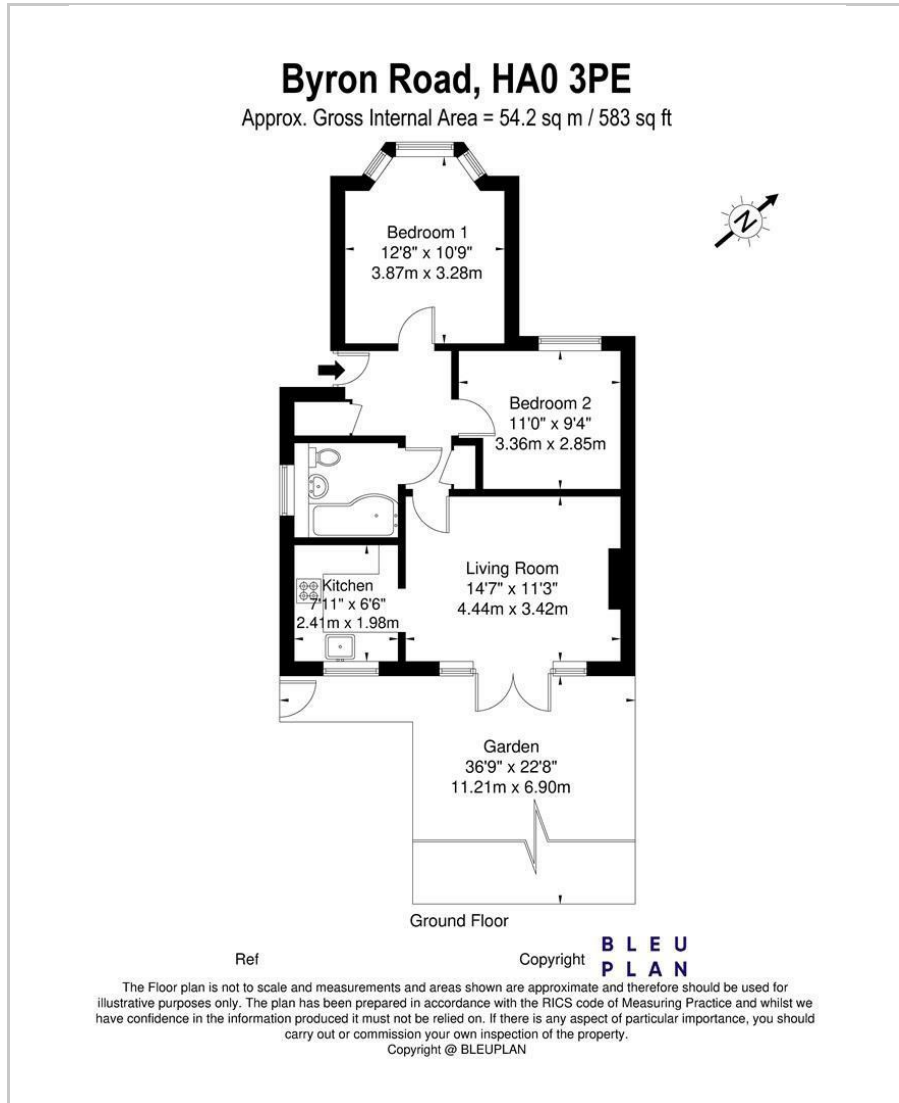 Byron Road, HA0 3PE
Approx. Gross Internal Area = 54.2 sq m / 583 sq ft
N
Bedroom 1
12'8" x 10'9"
3.87m x 3.28m
Bedroom 2
11'0" x 9'4"
3.36m x 2.85m
Living Room
14'7" x 11'3"
4.44m x 3.42m
Kitchen
7'11" x 6'6"
2.41m x 1.98m
Garden
36'9" x 22'8"
11.21m x 6.90m
Ground Floor
Ref
Copyright
BLEU
PLAN
The Floor plan is not to scale and measurements and areas shown are approximate and therefore should be used for
illustrative purposes only. The plan has been prepared in accordance with the RICS code of Measuring Practice and whilst we
have confidence in the information produced it must not be relied on. If there is any aspect of particular importance, you should
carry out or commission your own inspection of the property.
Copyright @ BLEUPLAN